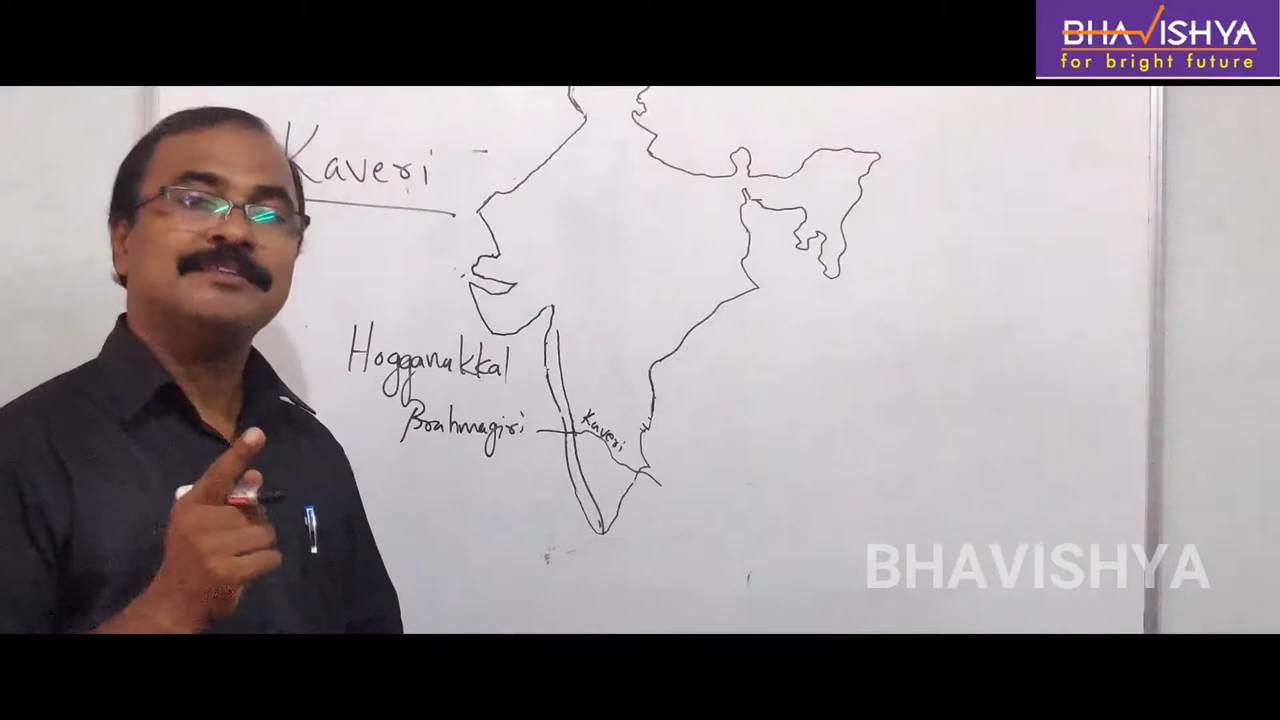 BHAVISHYA
for bright future
Kaveri -
Hogganakkal
Brahmagiri
Kaveri
BHAVISHYA